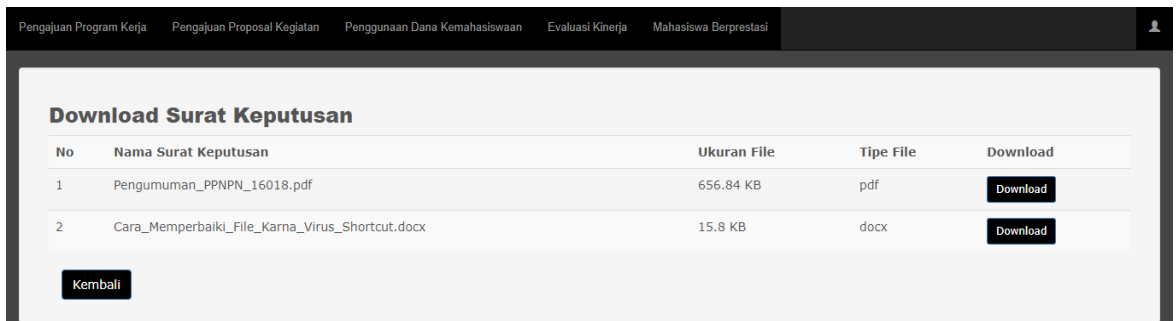 Pengajuan Program Kerja Pengajuan Proposal Kegiatan Penggunaan Dana Kemahasiswaan Evaluasi Kinerja Mahasiswa Berprestasi
Download Surat Keputusan
No Nama Surat Keputusan Ukuran File Tipe File Download
1 Pengumuman_PPNPN_16018.pdf 656.84 KB pdf Download
2 Cara_Memperbaiki_File_Karna_Virus_Shortcut.docx 15.8 KB docx Download
Kembali